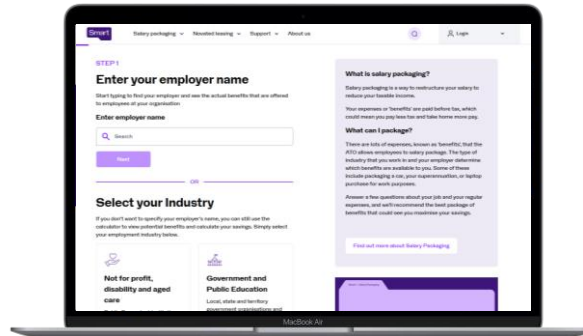 Smart
Salary packaging
Novated leasing
Support
About us
Login
STEP 1
Enter your employer name
Start typing to find your employer and see the actual benefits that are offered
to employees at your organisation
Enter employer name
Search
Next
OR
Select your Industry
If you don't want to specify your employer's name, you can still use the
calculator to view potential benefits and calculate your savings. Simply select
your employment industry below.
Not for profit,
disability and aged
care
Government and
Public Education
Local, state and territory
government organisations and
What is salary packaging?
Salary packaging is a way to restructure your salary to
reduce your taxable income.
Your expenses or 'benefits' are paid before tax, which
could mean you pay less tax and take home more pay.
What can I package?
There are lots of expenses, known as 'benefits', that the
ATO allows employees to salary package. The type of
industry that you work in and your employer determine
which benefits are available to you. Some of these
include packaging a car, your superannuation, or laptop
purchase for work purposes.
Answer a few questions about your job and your regular
expenses, and we'll recommend the best package of
benefits that could see you maximise your savings.
Find out more about Salary Packaging
MacBook Air